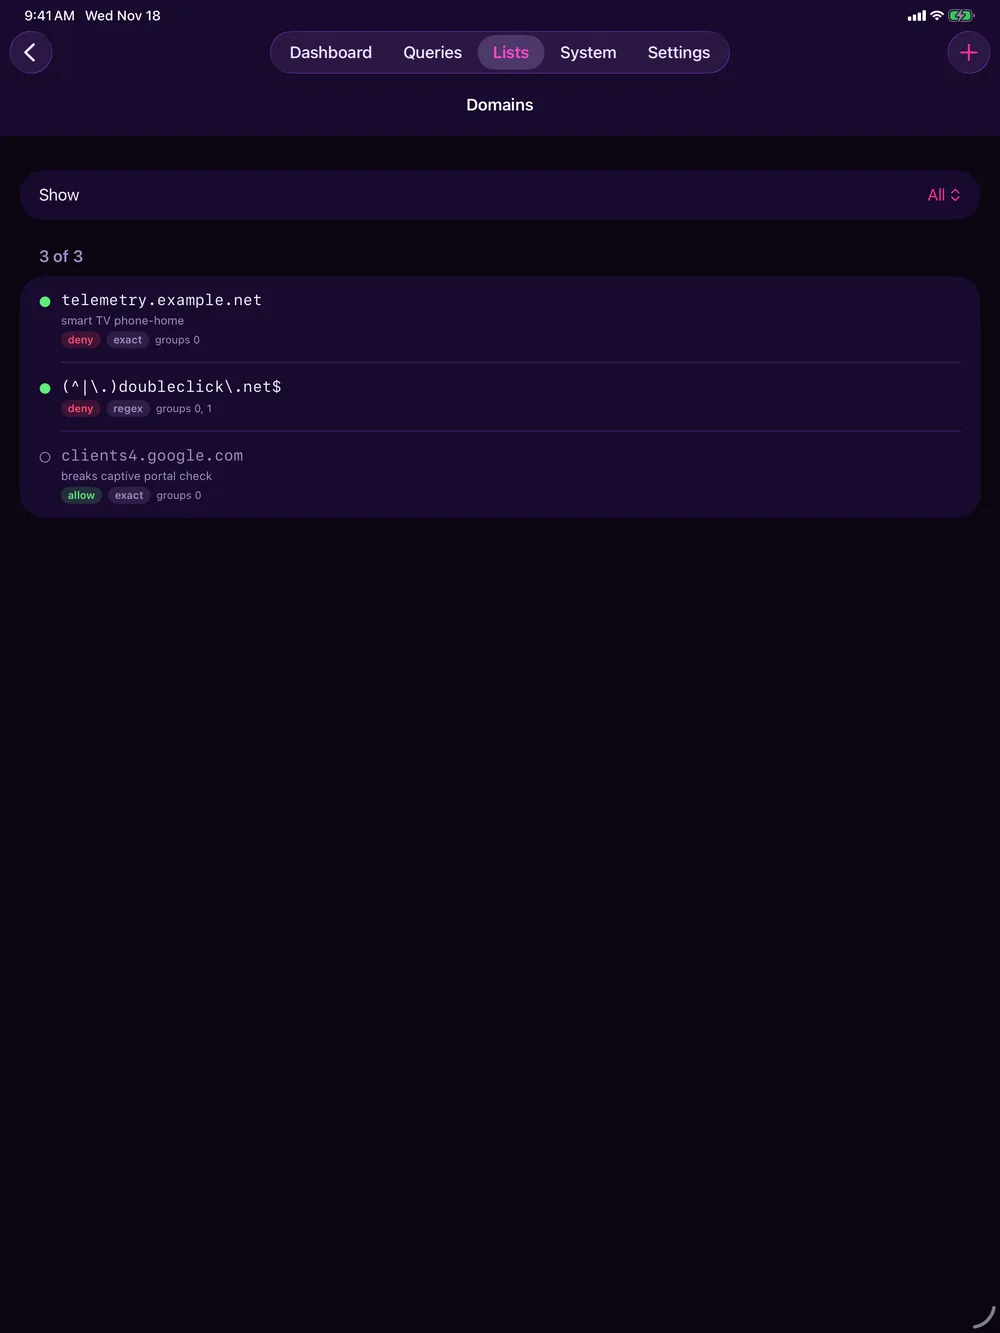 9:41 AM Wed Nov 18
Dashboard Queries Lists System Settings
Domains
Show All
3 of 3
telemetry.example.net
smart TV phone-home
deny exact groups 0
(^|\.)doubleclick\.net$
deny regex groups 0, 1
clients4.google.com
breaks captive portal check
allow exact groups 0